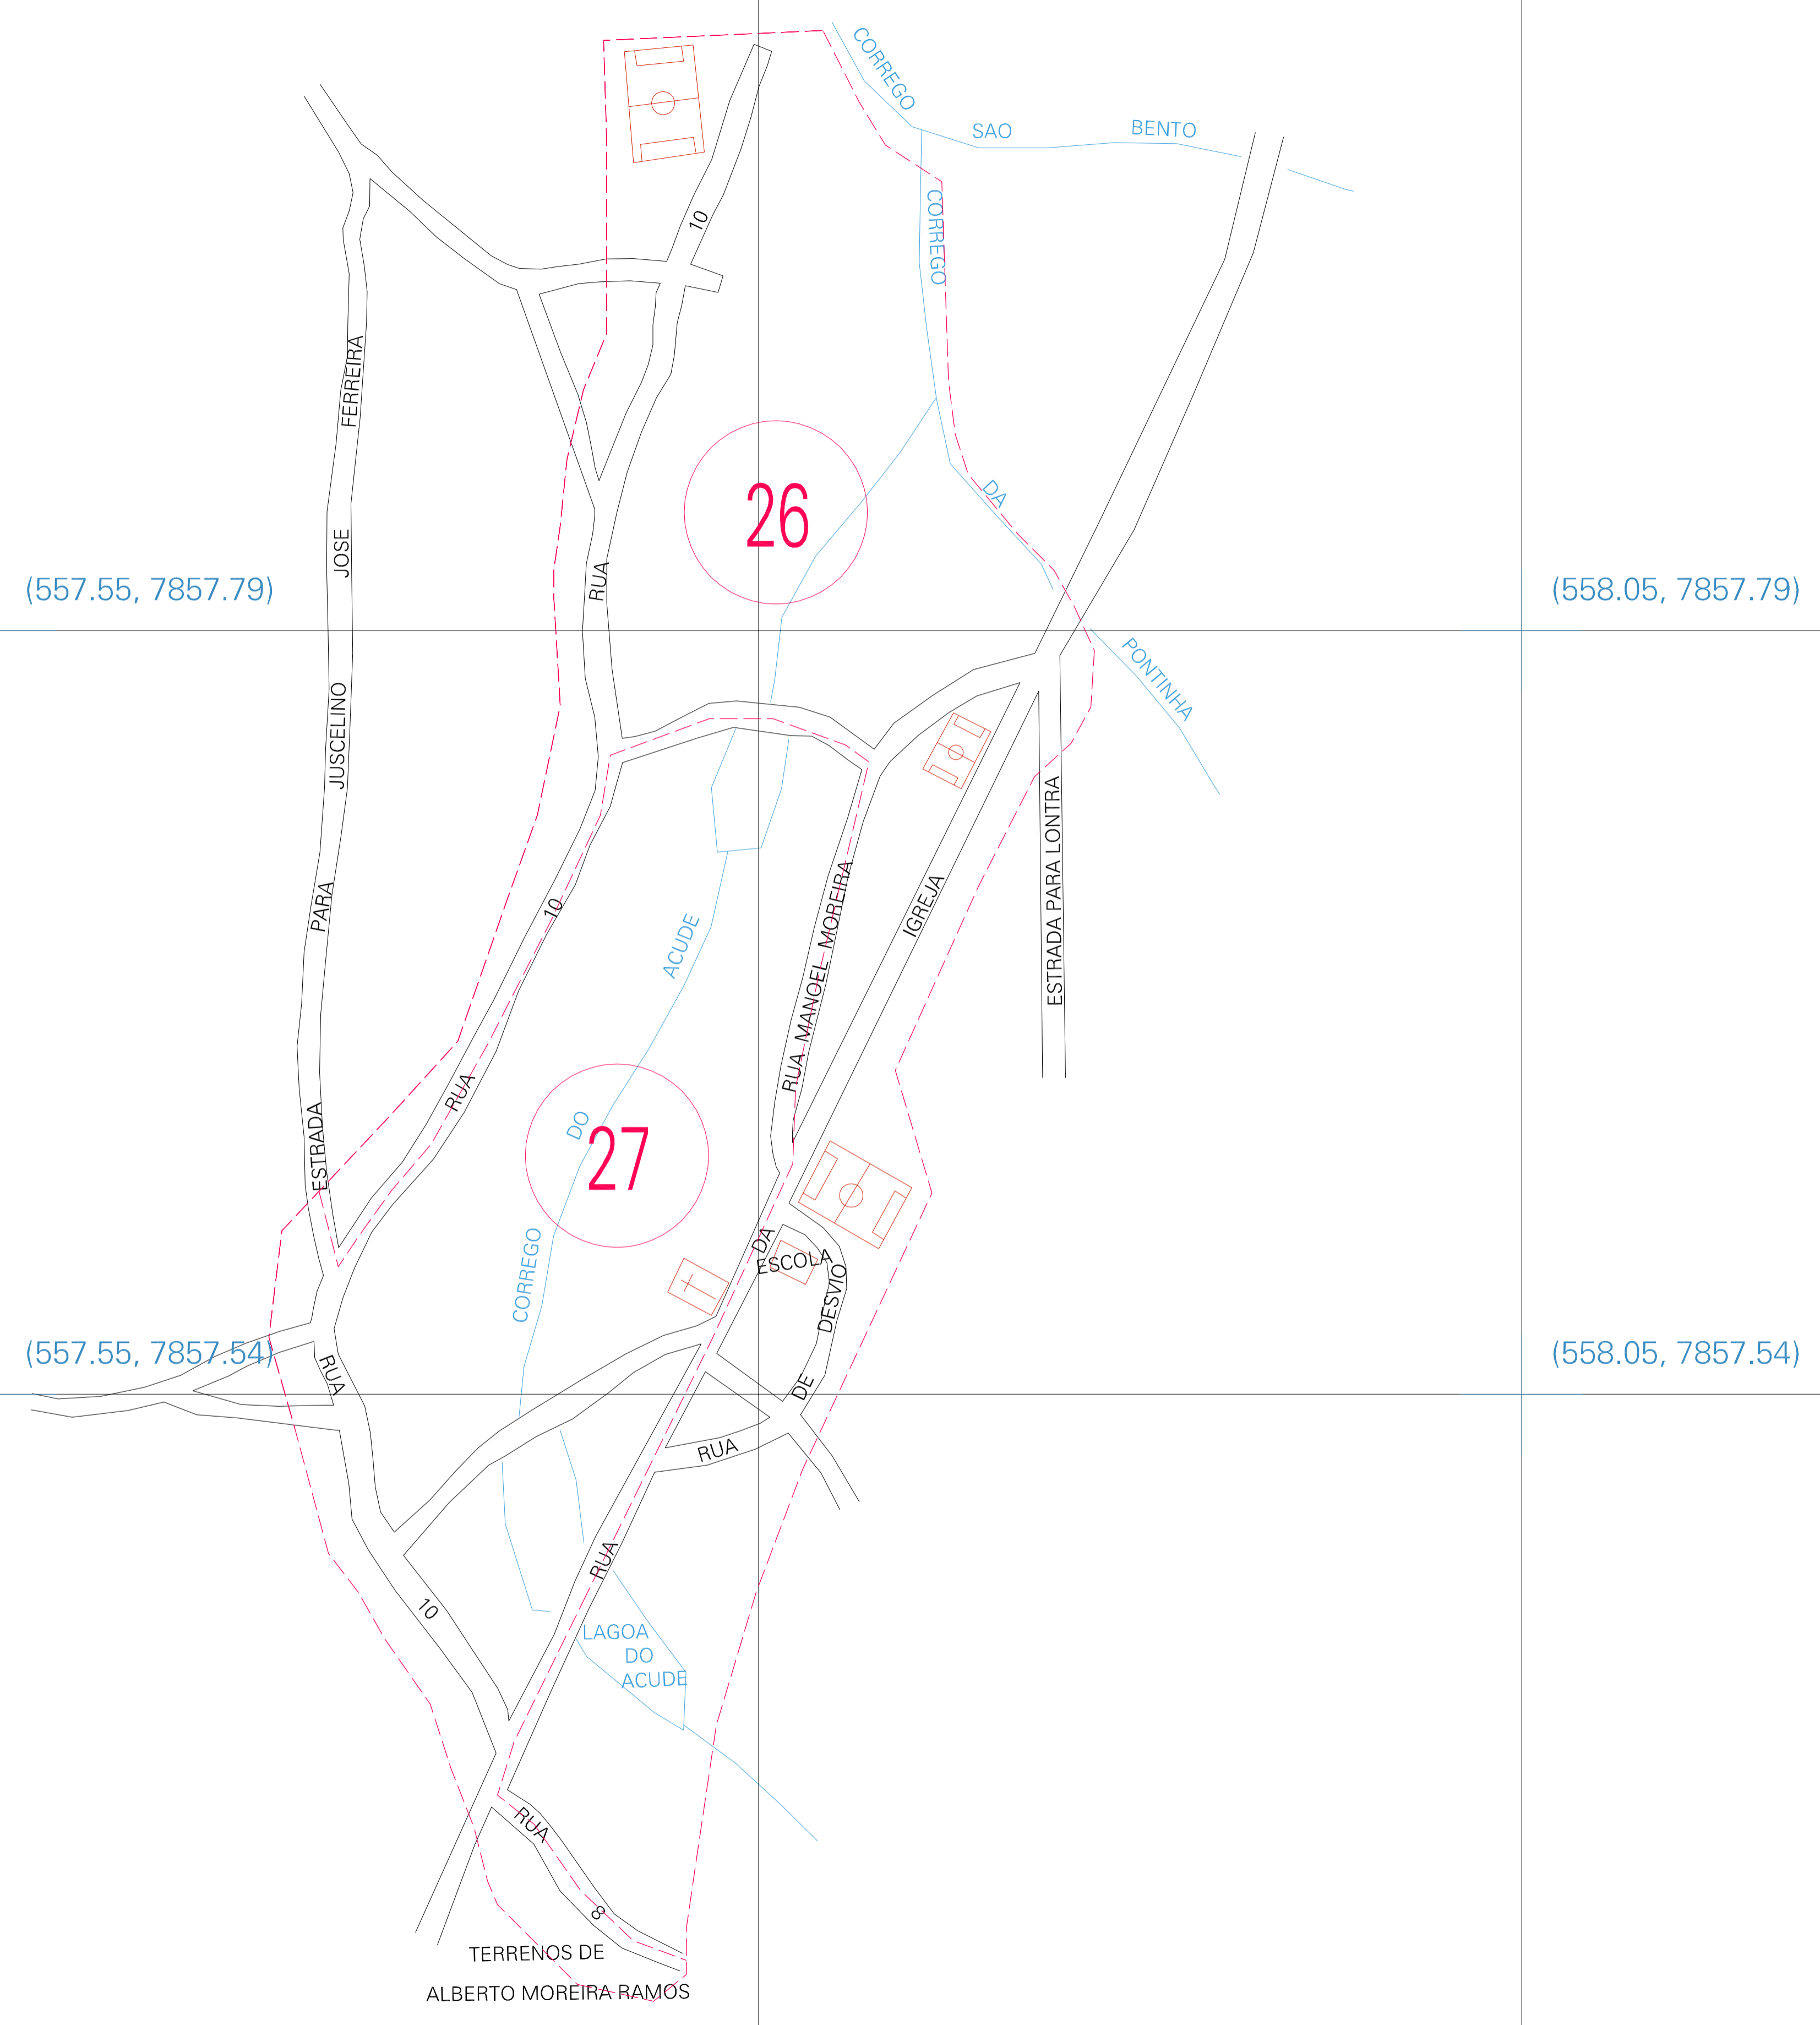 CORREGO
SAO
BENTO
CORREGO
10
FERREIRA
DA
26
JOSE
RUA
(557.55, 7857.79)
(558.05, 7857.79)
PONTINHA
JUSCELINO
ESTRADA PARA LONTRA
RUA MANOEL MOREIRA
IGREJA
PARA
10
ACUDE
RUA
DO
27
ESTRADA
DA
ESCOLA
CORREGO
DESVIO
(557.55, 7857.54)
(558.05, 7857.54)
RUA
DE
RUA
RUA
10
LAGOA
DO
ACUDE
RUA
8
TERRENOS DE
ALBERTO MOREIRA RAMOS